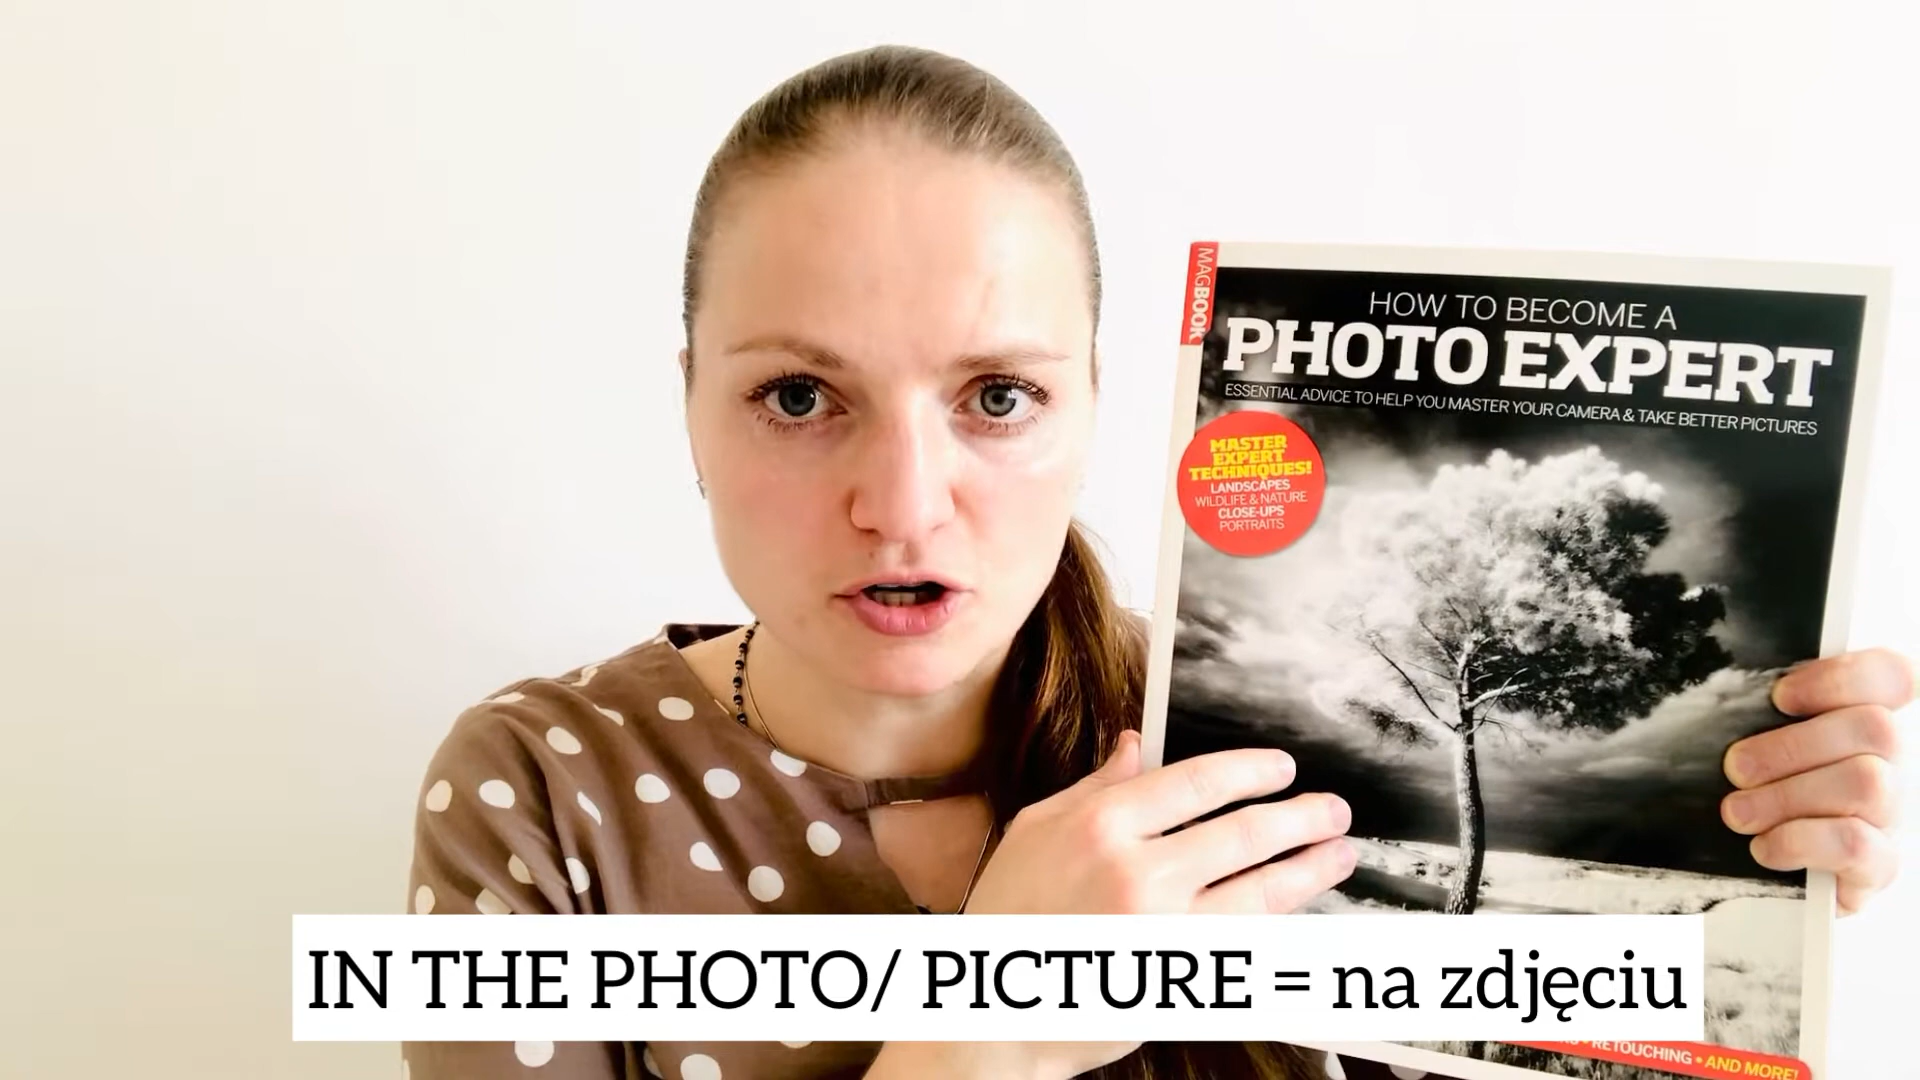 MAGBOOK
HOW TO BECOME A
PHOTO EXPERT
ESSENTIAL ADVICE TO HELP YOU MASTER YOUR CAMERA & TAKE BETTER PICTURES
MASTER
EXPERT
TECHNIQUES!
LANDSCAPES
WILDLIFE & NATURE
CLOSE-UPS
PORTRAITS
IN THE PHOTO/ PICTURE = na zdjęciu
RETOUCHING • AND MORE!